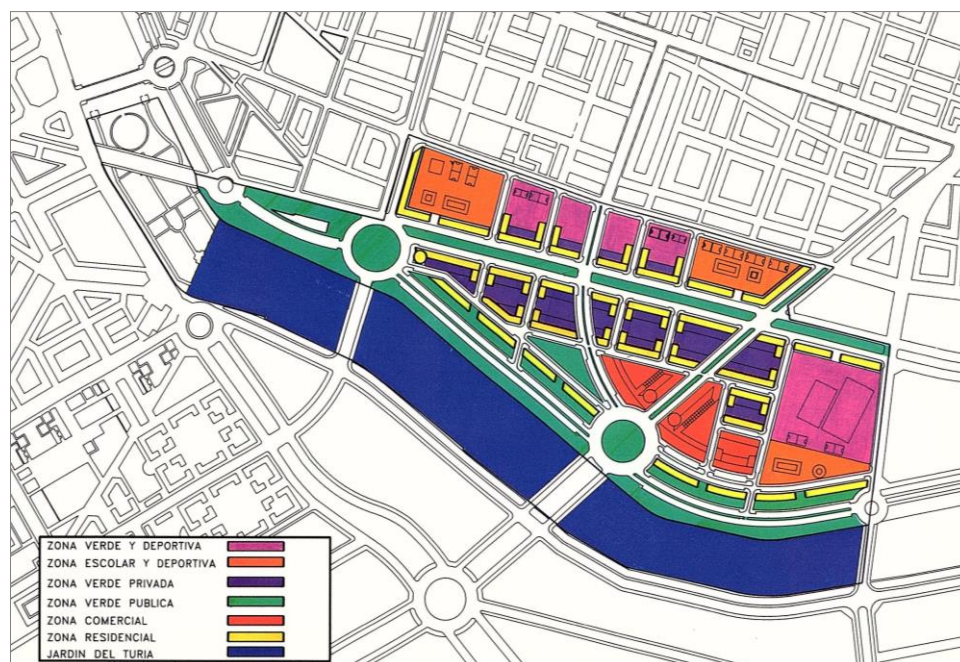 ZONA VERDE Y DEPORTIVA
ZONA ESCOLAR Y DEPORTIVA
ZONA VERDE PRIVADA
ZONA VERDE PUBLICA
ZONA COMERCIAL
ZONA RESIDENCIAL
JARDIN DEL TURIA